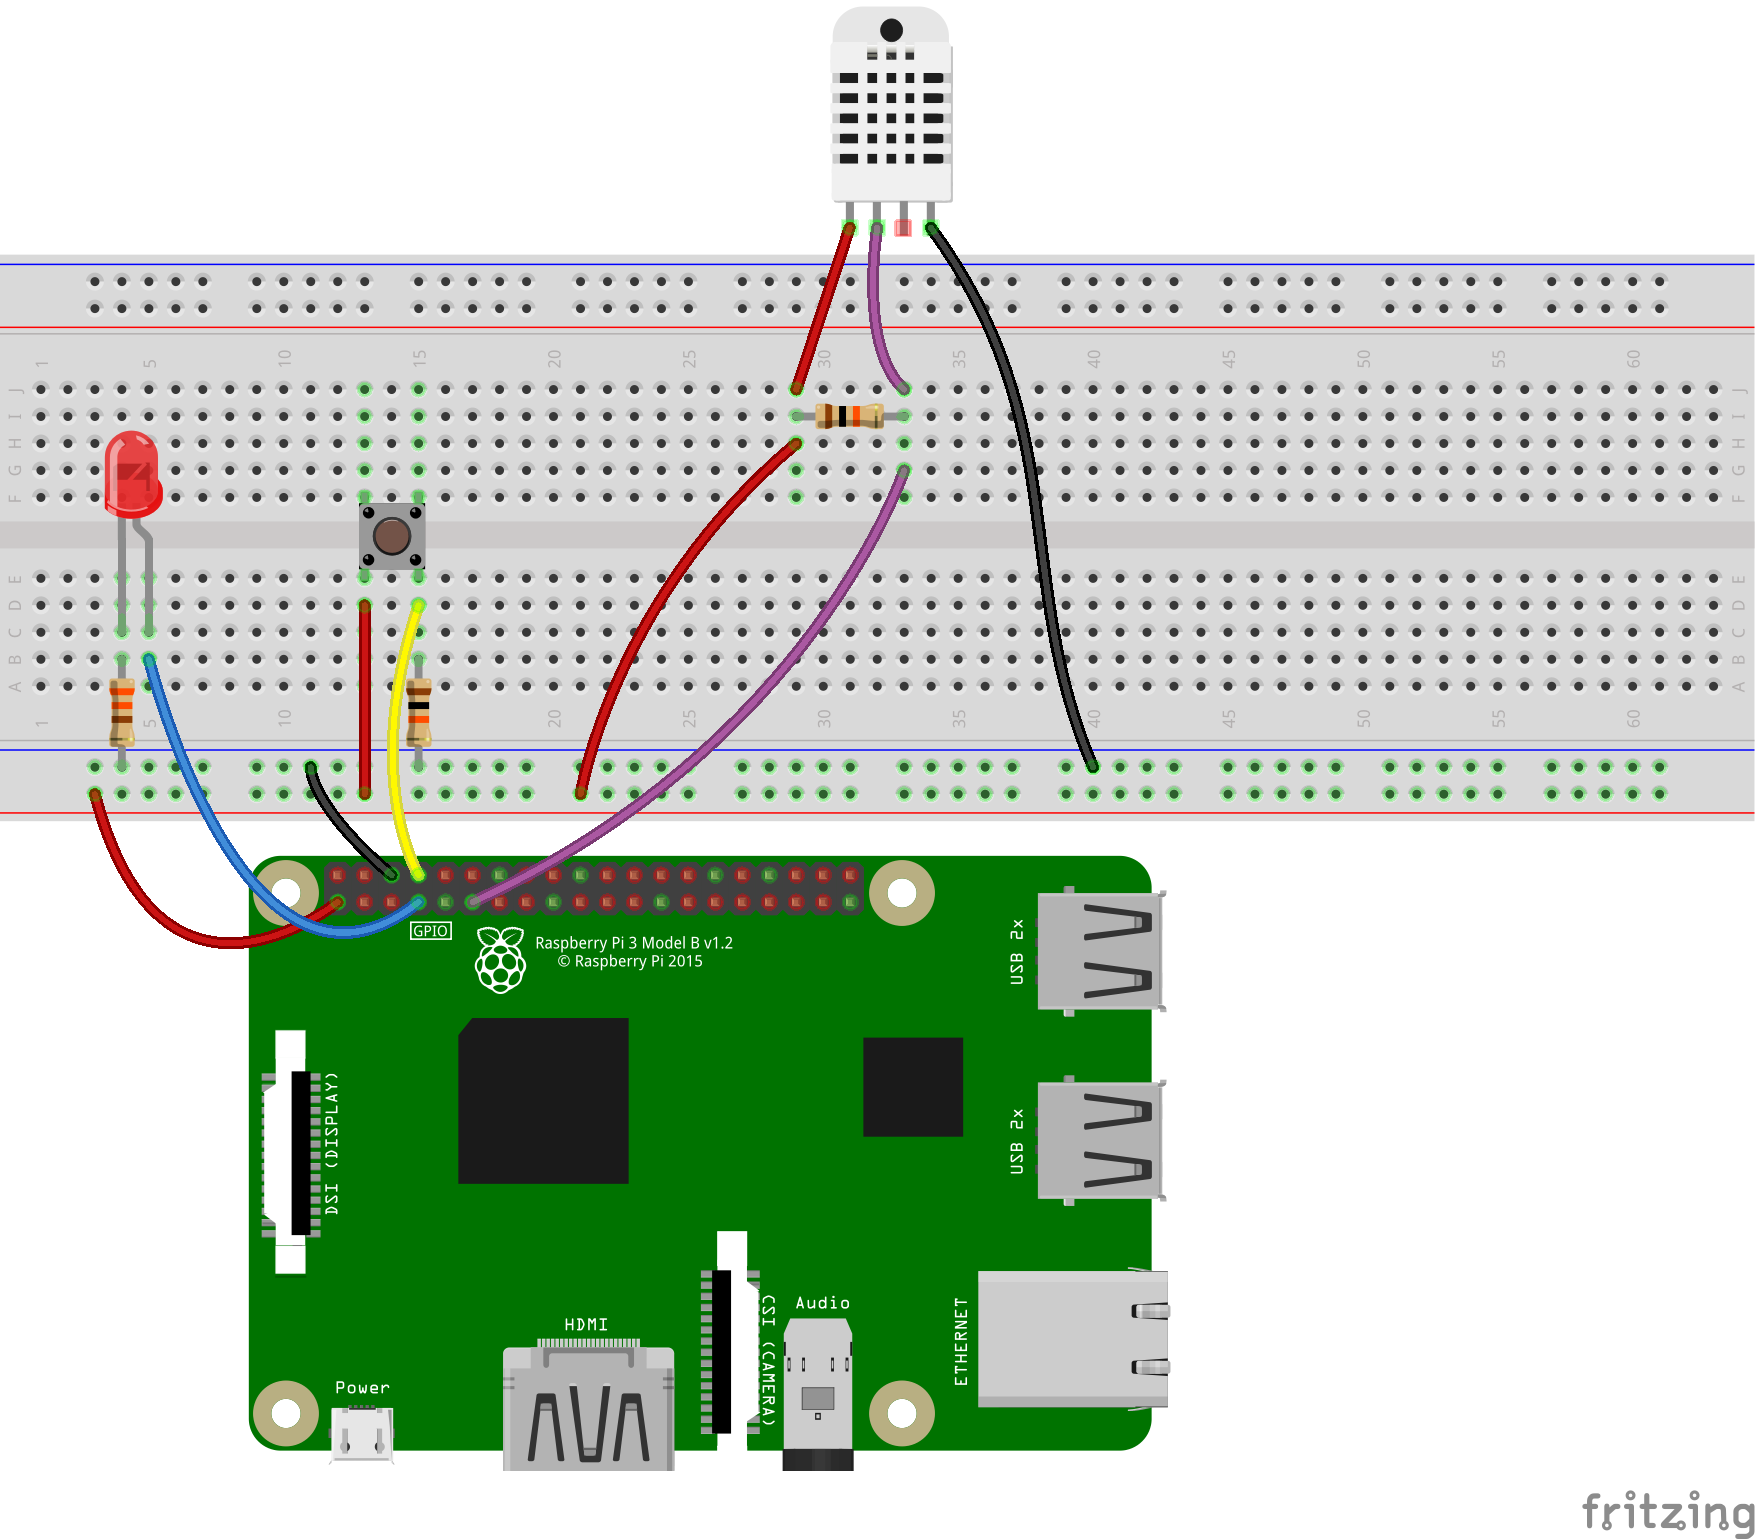 1 5 10 15 20 25 30 35 40 45 50 55 60
J J
I I
H H
G G
F F
E E
D D
C C
B B
A A
1 5 10 15 20 25 30 35 40 45 50 55 60
GPIO
Raspberry Pi 3 Model B v1.2
© Raspberry Pi 2015
USB 2x
DSI (DISPLAY)
USB 2x
CSI (CAMERA)
Audio
ETHERNET
HDMI
Power
fritzing